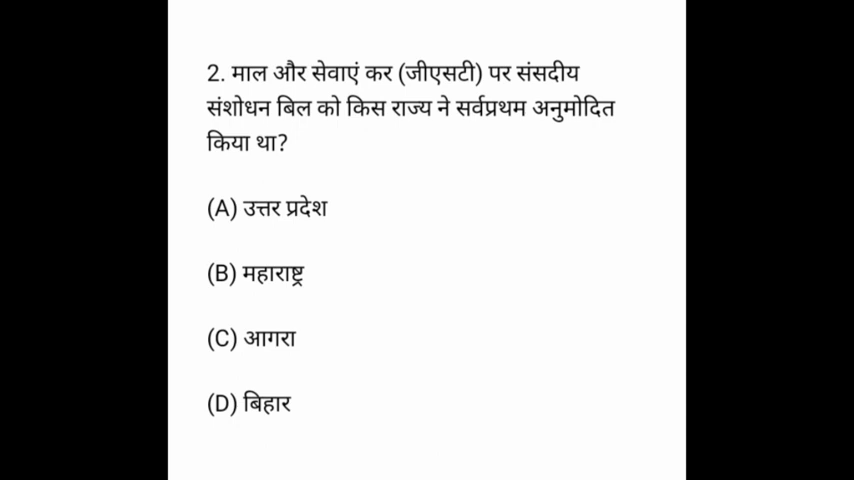 2. माल और सेवाएं कर (जीएसटी) पर संसदीय
संशोधन बिल को किस राज्य ने सर्वप्रथम अनुमोदित
किया था?
(A) उत्तर प्रदेश
(B) महाराष्ट्र
(C) आगरा
(D) बिहार